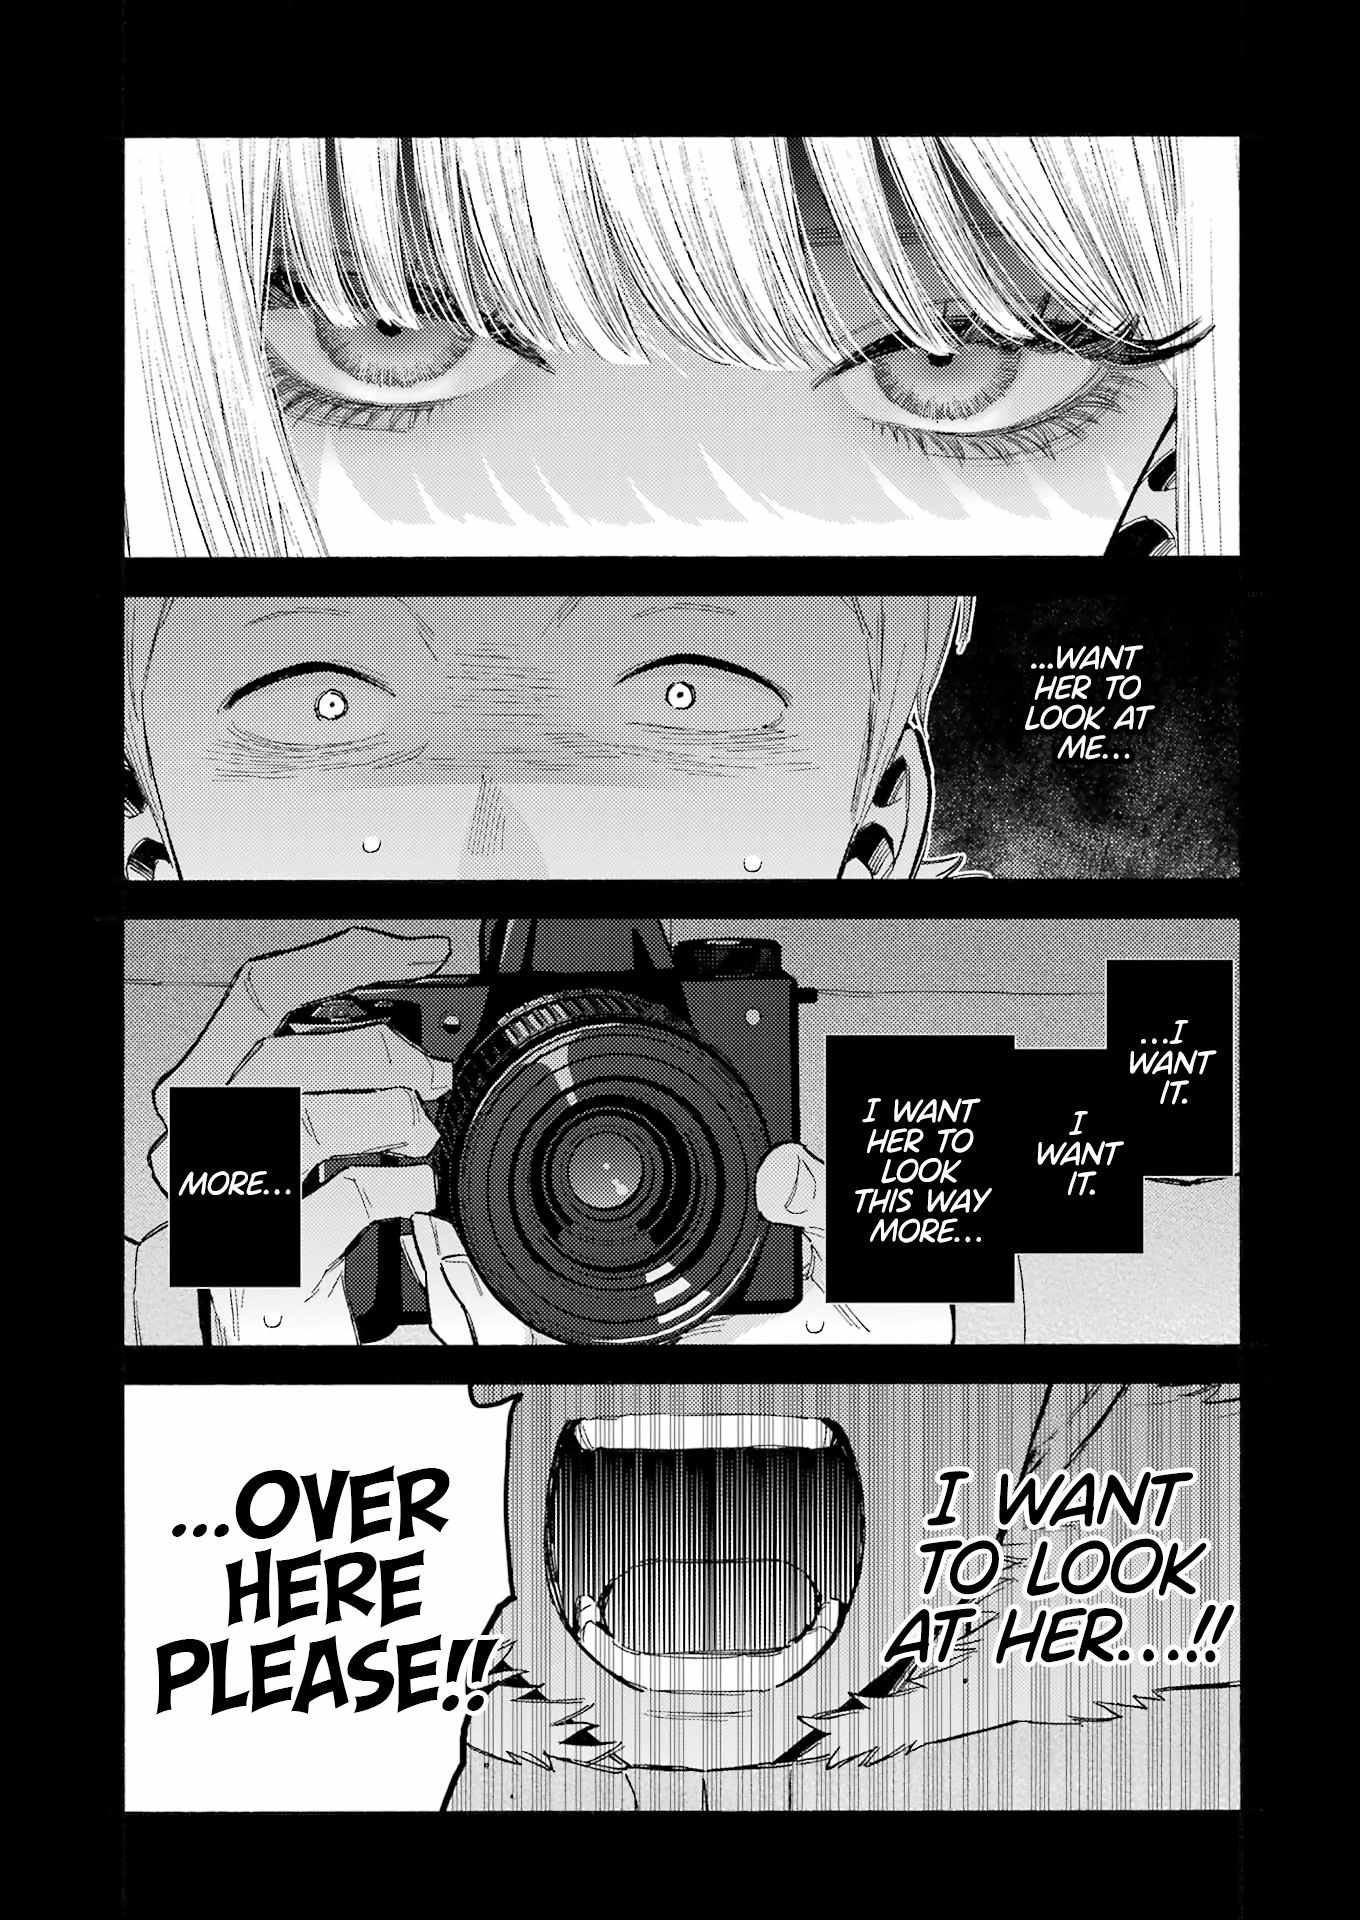 ...WANT
HER TO
LOOK AT
ME...
...I
WANT
IT.
I
WANT
IT.
I WANT
HER TO
LOOK
THIS WAY
MORE...
MORE...
I WANT
TO LOOK
AT HER...!!
...OVER
HERE
PLEASE!!